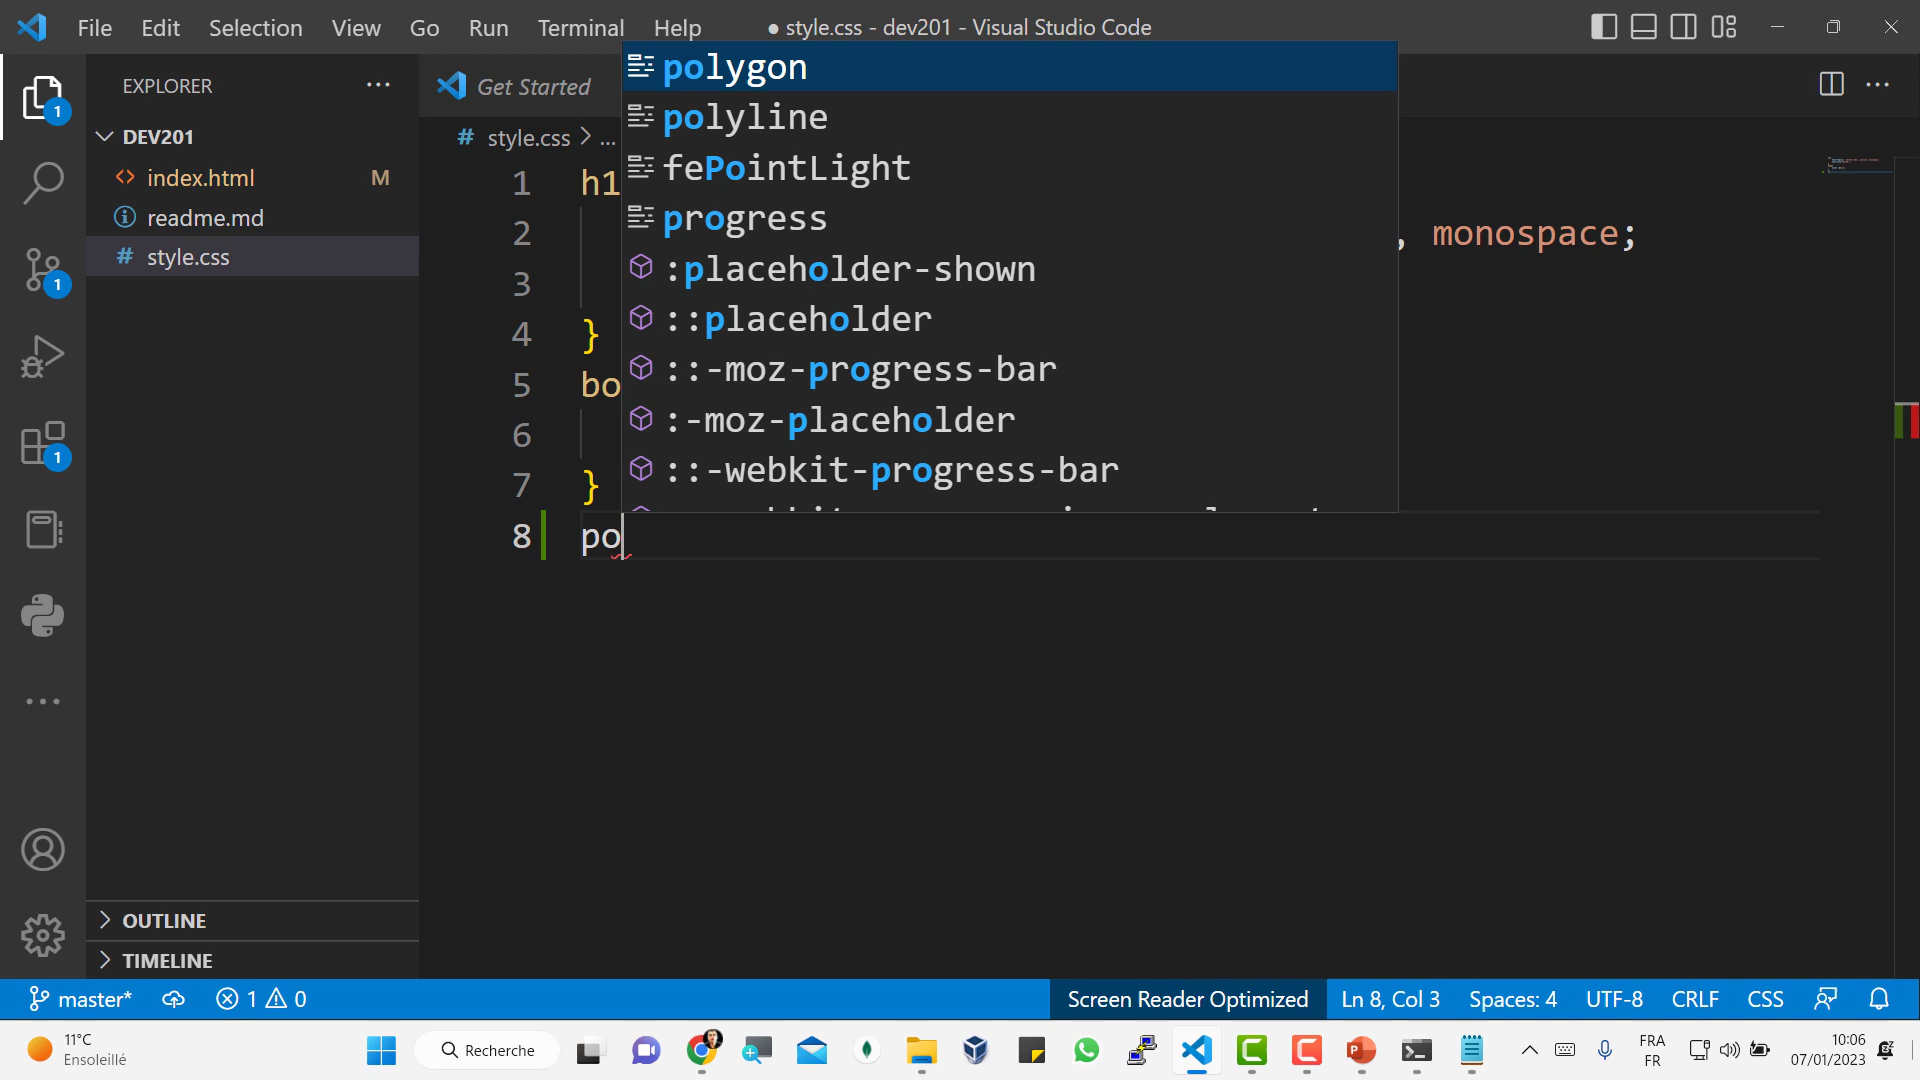 File Edit Selection View Go Run Terminal Help
● style.css - dev201 - Visual Studio Code
EXPLORER
DEV201
index.html M
readme.md
style.css
OUTLINE
TIMELINE
Get Started
# style.css > ...
1 h1
2 , monospace;
3
4 }
5 bo
6
7 }
8 po
polygon
polyline
fePointLight
progress
:placeholder-shown
::placeholder
::-moz-progress-bar
:-moz-placeholder
::-webkit-progress-bar
1
1
1
master* 1 0
Screen Reader Optimized Ln 8, Col 3 Spaces: 4 UTF-8 CRLF CSS
11°C
Ensoleillé
Recherche
FRA
FR
10:06
07/01/2023